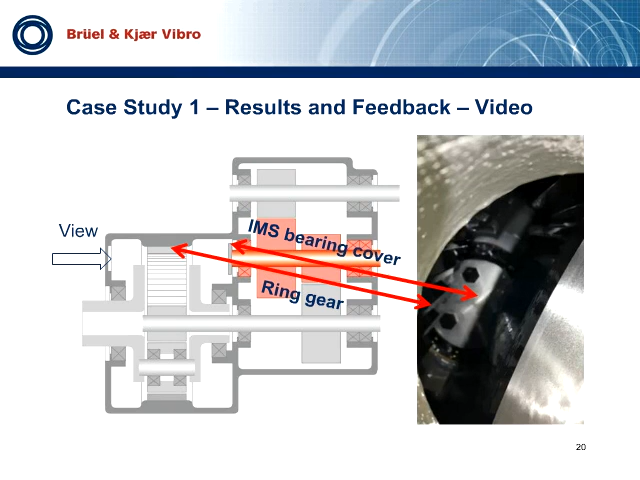 Brüel & Kjær Vibro
Case Study 1 – Results and Feedback – Video
View
IMS bearing cover
Ring gear
20